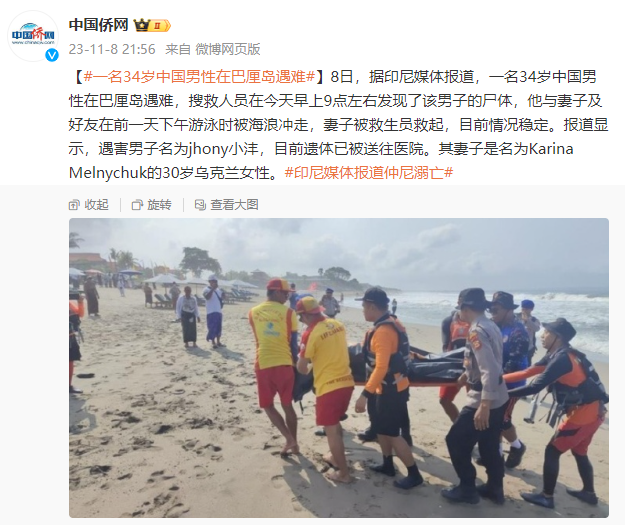 中国侨网
www.chinaqw.com
中国侨网
23-11-8 21:56 来自 微博网页版
【#一名34岁中国男性在巴厘岛遇难#】8日，据印尼媒体报道，一名34岁中国男
性在巴厘岛遇难，搜救人员在今天早上9点左右发现了该男子的尸体，他与妻子及
好友在前一天下午游泳时被海浪冲走，妻子被救生员救起，目前情况稳定。报道显
示，遇害男子名为jhony小沣，目前遗体已被送往医院。其妻子是名为Karina
Melnychuk的30岁乌克兰女性。#印尼媒体报道仲尼溺亡#
收起 旋转 查看大图